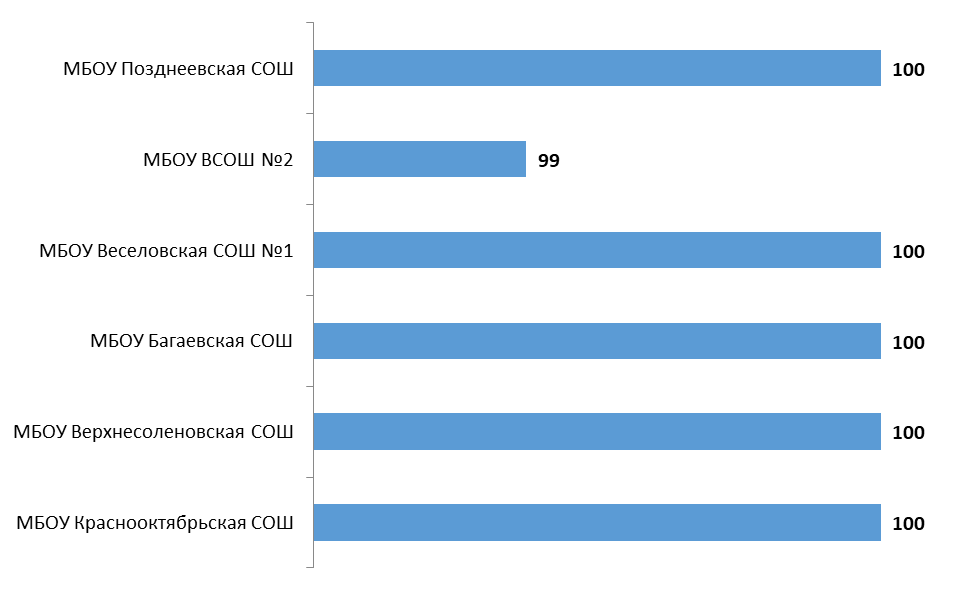 МБОУ Позднеевская СОШ 100
МБОУ ВСОШ №2 99
МБОУ Веселовская СОШ №1 100
МБОУ Багаевская СОШ 100
МБОУ Верхнесоленовская СОШ 100
МБОУ Краснооктябрьская СОШ 100